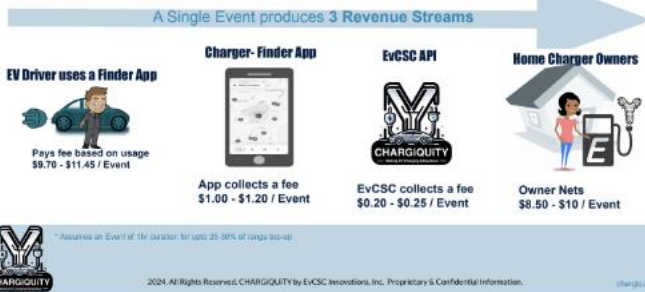 A Single Event produces 3 Revenue Streams
EV Driver uses a Finder App
Pays fee based on usage
$9.70 - $11.45 / Event
Charger- Finder App
App collects a fee
$1.00 - $1.20 / Event
EvCSC API
CHARGiQUITY
EvCSC collects a fee
$0.20 - $0.25 / Event
Home Charger Owners
E
Owner Nets
$8.50 - $10 / Event
* Assumes an Event of 1hr duration for upto
of range top-up
CHARGiQUITY
2024, All Rights Reserved, CHARGiQUITY by EvCSC Innovations, Inc. Proprietary & Confidential Information.